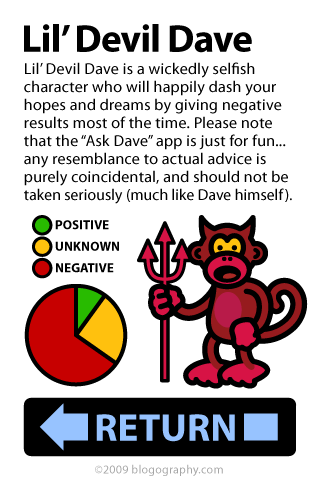 Lil' Devil Dave
Lil' Devil Dave is a wickedly selfish
character who will happily dash your
hopes and dreams by giving negative
results most of the time. Please note
that the “Ask Dave” app is just for fun...
any resemblance to actual advice is
purely coincidental, and should not be
taken seriously (much like Dave himself).
POSITIVE
UNKNOWN
NEGATIVE
RETURN
©2009 blogography.com